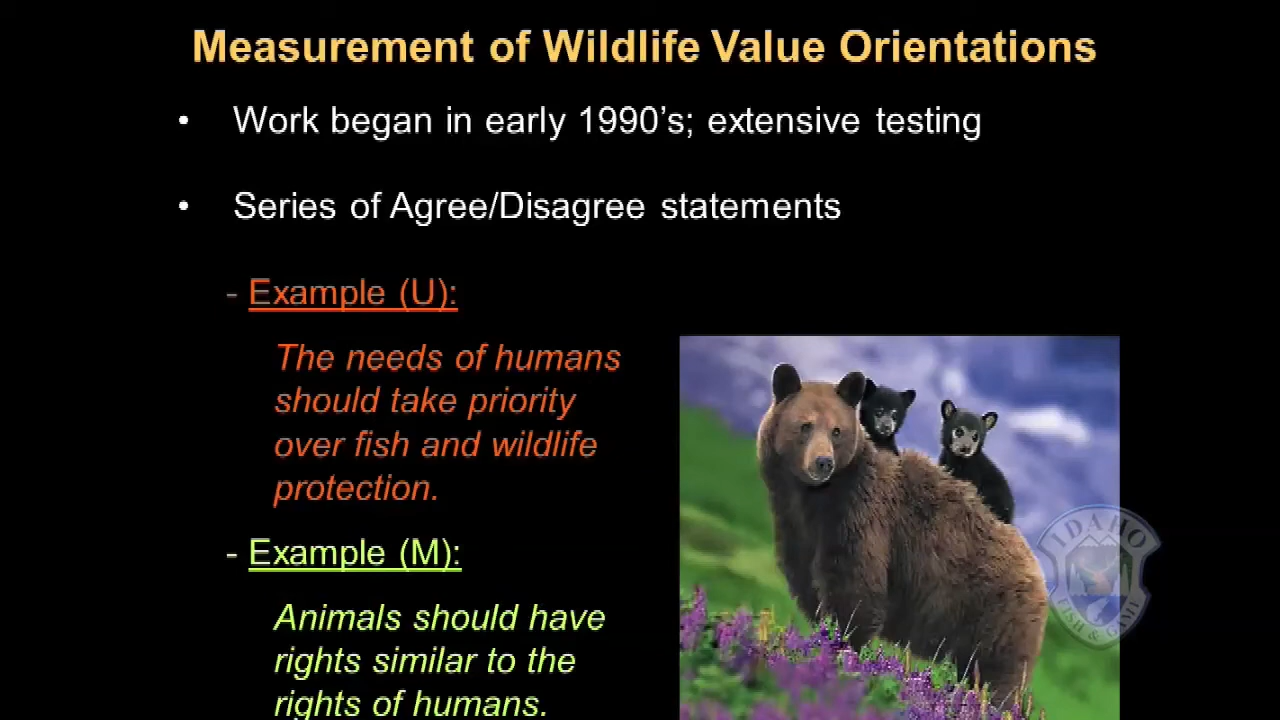 Measurement of Wildlife Value Orientations
• Work began in early 1990's; extensive testing
• Series of Agree/Disagree statements
- Example (U):
The needs of humans
should take priority
over fish and wildlife
protection.
- Example (M):
Animals should have
rights similar to the
rights of humans.
IDAHO
FISH & GAME